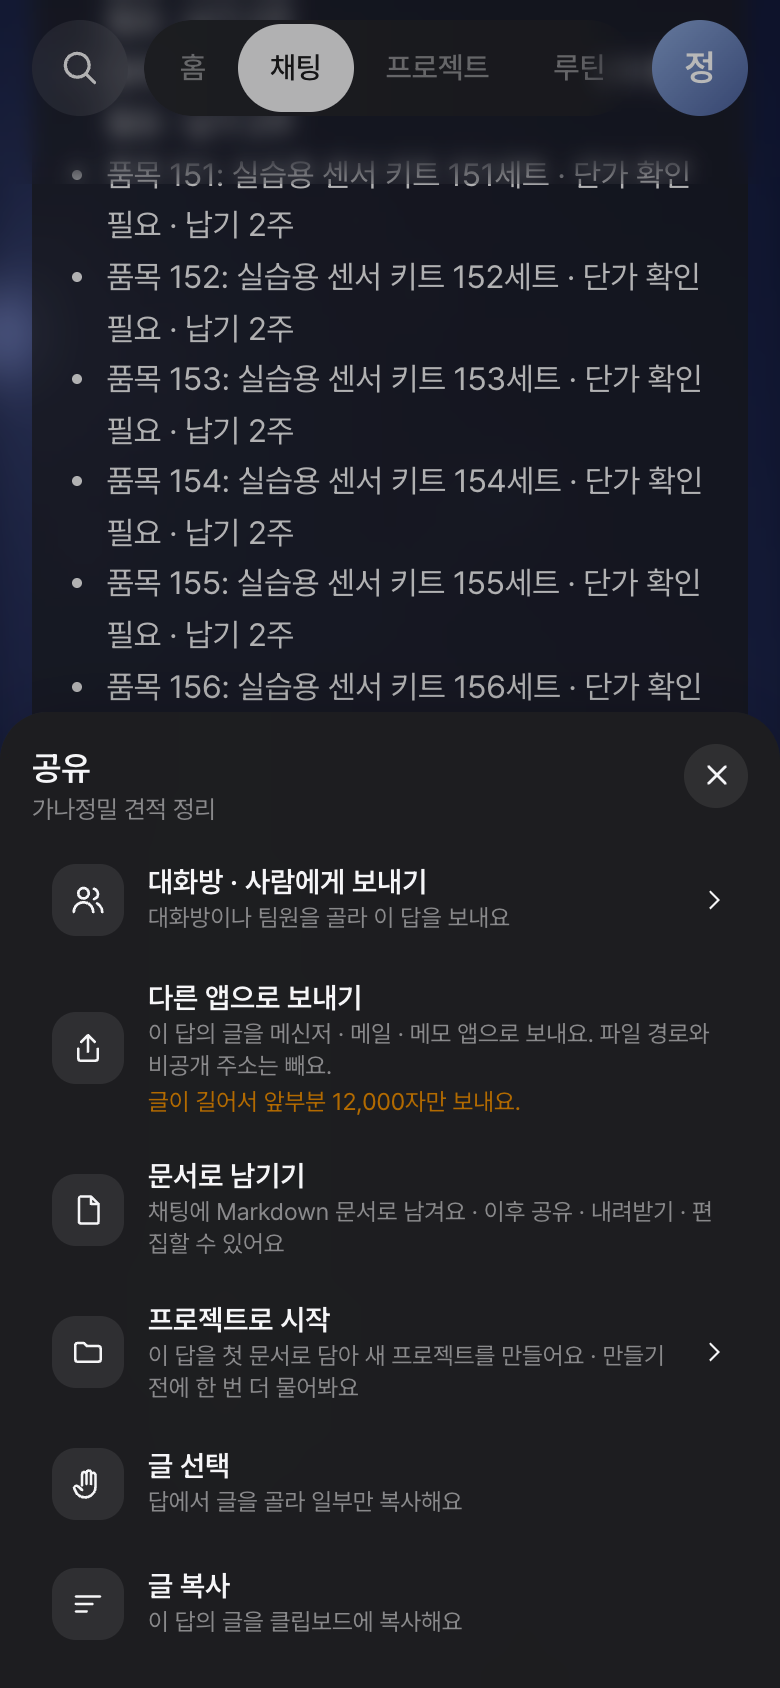 홈
채팅
프로젝트
루틴
정
• 품목 151: 실습용 센서 키트 151세트 · 단가 확인
필요 · 납기 2주
• 품목 152: 실습용 센서 키트 152세트 · 단가 확인
필요 · 납기 2주
• 품목 153: 실습용 센서 키트 153세트 · 단가 확인
필요 · 납기 2주
• 품목 154: 실습용 센서 키트 154세트 · 단가 확인
필요 · 납기 2주
• 품목 155: 실습용 센서 키트 155세트 · 단가 확인
필요 · 납기 2주
• 품목 156: 실습용 센서 키트 156세트 · 단가 확인
공유
가나정밀 견적 정리
대화방 · 사람에게 보내기
대화방이나 팀원을 골라 이 답을 보내요
다른 앱으로 보내기
이 답의 글을 메신저 · 메일 · 메모 앱으로 보내요. 파일 경로와
비공개 주소는 빼요.
글이 길어서 앞부분 12,000자만 보내요.
문서로 남기기
채팅에 Markdown 문서로 남겨요 · 이후 공유 · 내려받기 · 편
집할 수 있어요
프로젝트로 시작
이 답을 첫 문서로 담아 새 프로젝트를 만들어요 · 만들기
전에 한 번 더 물어봐요
글 선택
답에서 글을 골라 일부만 복사해요
글 복사
이 답의 글을 클립보드에 복사해요